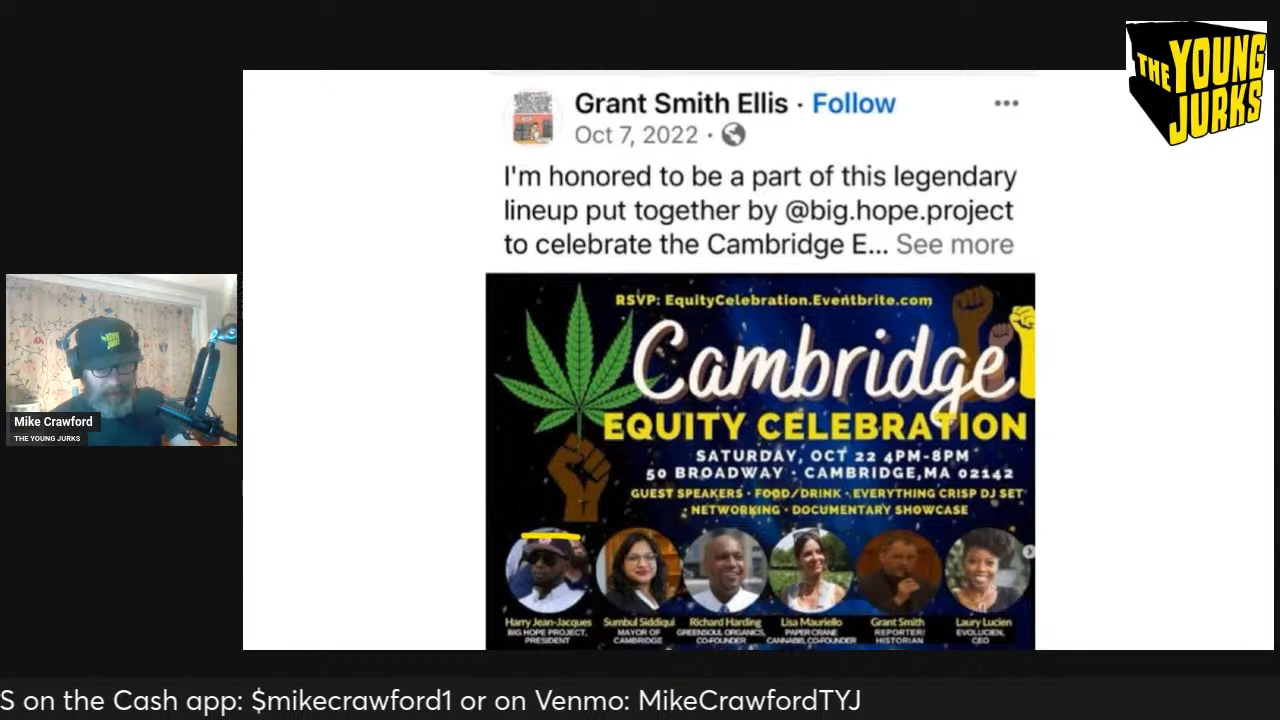 THE YOUNG JURKS
Grant Smith Ellis · Follow
Oct 7, 2022 ·
I'm honored to be a part of this legendary
lineup put together by @big.hope.project
to celebrate the Cambridge E... See more
RSVP: EquityCelebration.Eventbrite.com
Cambridge
EQUITY CELEBRATION
SATURDAY, OCT 22 4PM-8PM
50 BROADWAY · CAMBRIDGE, MA 02142
GUEST SPEAKERS · FOOD/DRINK · EVERYTHING CRISP DJ SET
· NETWORKING · DOCUMENTARY SHOWCASE
Harry Jean-Jacques
BIG HOPE PROJECT,
PRESIDENT
Sumbul Siddiqui
MAYOR OF
CAMBRIDGE
Richard Harding
GREENSOUL ORGANICS,
CO-FOUNDER
Lisa Mauriello
PAPER CRANE
CANNABIS, CO-FOUNDER
Grant Smith
REPORTER/
HISTORIAN
Laury Lucien
EVOLUCIEN,
CEO
Mike Crawford
THE YOUNG JURKS
S on the Cash app: $mikecrawford1 or on Venmo: MikeCrawfordTYJ